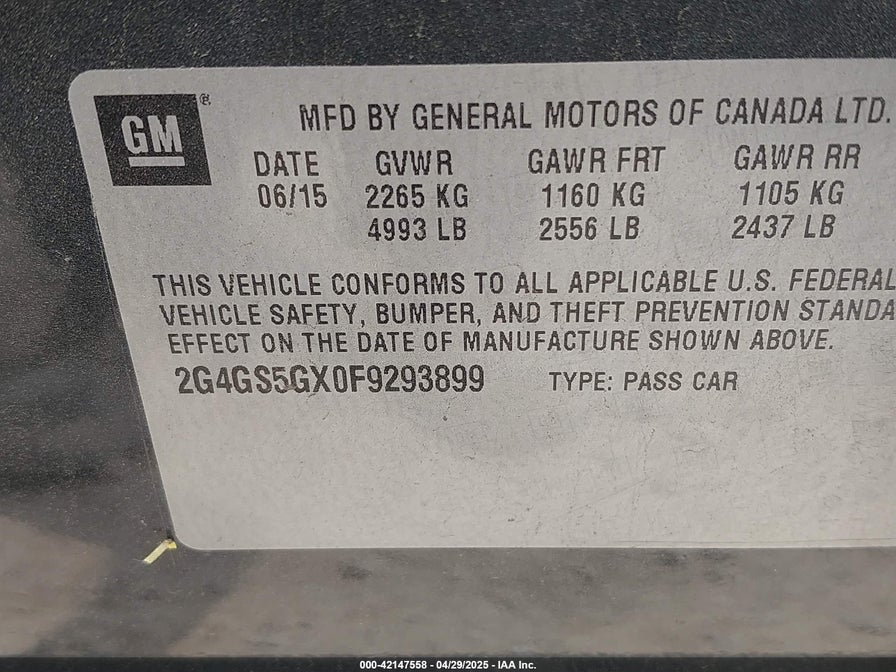 GM®
MFD BY GENERAL MOTORS OF CANADA LTD.
DATE GVWR GAWR FRT GAWR RR
06/15 2265 KG 1160 KG 1105 KG
4993 LB 2556 LB 2437 LB
THIS VEHICLE CONFORMS TO ALL APPLICABLE U.S. FEDERAL
VEHICLE SAFETY, BUMPER, AND THEFT PREVENTION STANDA
EFFECT ON THE DATE OF MANUFACTURE SHOWN ABOVE.
2G4GS5GX0F9293899 TYPE: PASS CAR
000-42147558 - 04/29/2025 - IAA Inc.